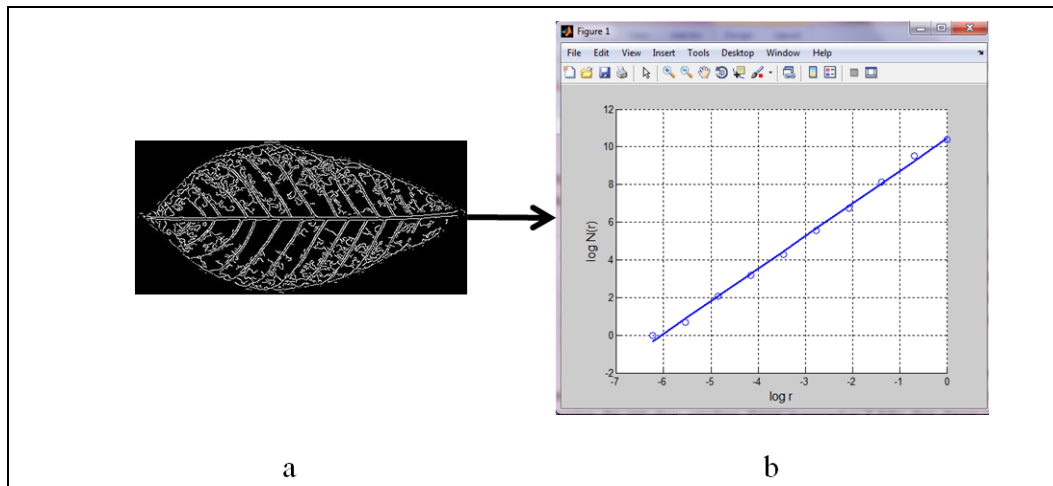 Figure 1
File Edit View Insert Tools Desktop Window Help
12
10
8
6
4
2
0
-2
log N(r)
-7 -6 -5 -4 -3 -2 -1 0
log r
a b